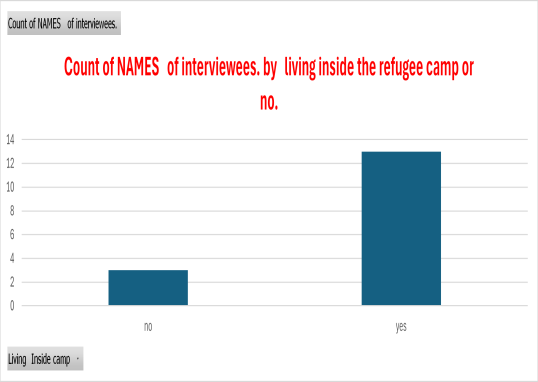 Count of NAMES of interviewees.
Count of NAMES of interviewees. by living inside the refugee camp or
no.
14
12
10
8
6
4
2
0
no yes
Living Inside camp